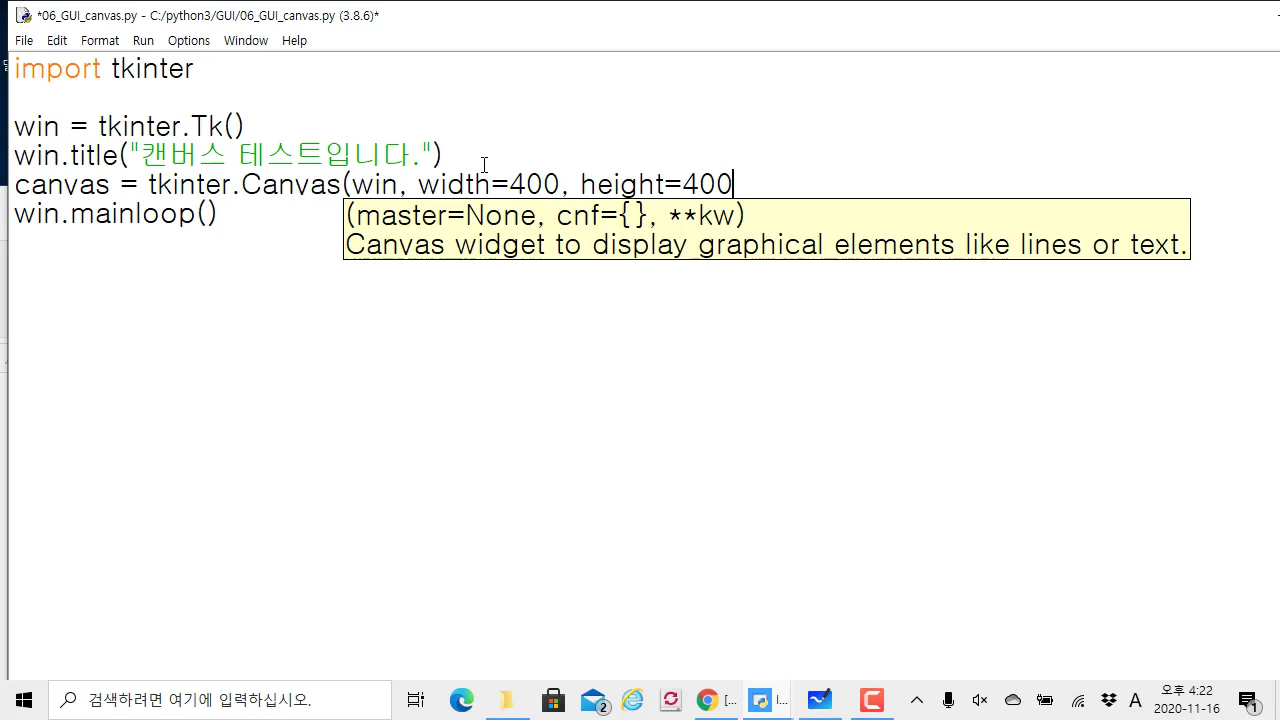 *06_GUI_canvas.py - C:/python3/GUI/06_GUI_canvas.py (3.8.6)*
File Edit Format Run Options Window Help
import tkinter
win = tkinter.Tk()
win.title("캔버스 테스트입니다.")
canvas = tkinter.Canvas(win, width=400, height=400
win.mainloop()
(master=None, cnf={}, **kw)
Canvas widget to display graphical elements like lines or text.
검색하려면 여기에 입력하십시오.
2
[...
I...
A
오후 4:22
2020-11-16
1